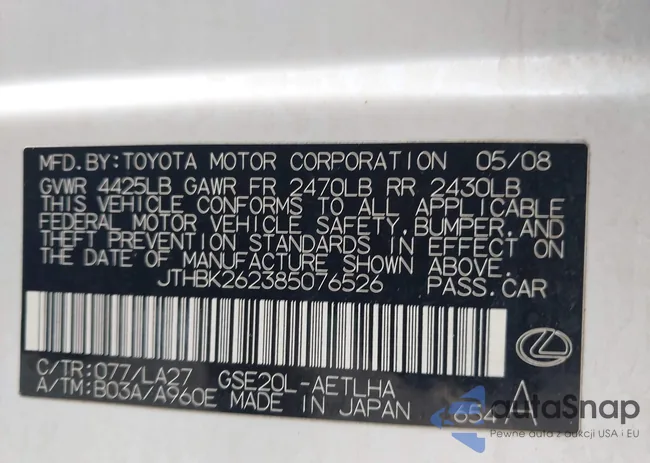 MFD. BY: TOYOTA MOTOR CORPORATION 05/08
GVWR 4425LB GAWR FR 2470LB RR 2430LB
THIS VEHICLE CONFORMS TO ALL APPLICABLE
FEDERAL MOTOR VEHICLE SAFETY, BUMPER, AND
THEFT PREVENTION STANDARDS IN EFFECT ON
THE DATE OF MANUFACTURE SHOWN ABOVE.
JTHBK262385076526 PASS. CAR
C/TR: 077/LA27 GSE20L-AETLHA
A/TM: B03A/A960E MADE IN JAPAN 6547A
autaSnap
Pewne auta z aukcji USA i EU